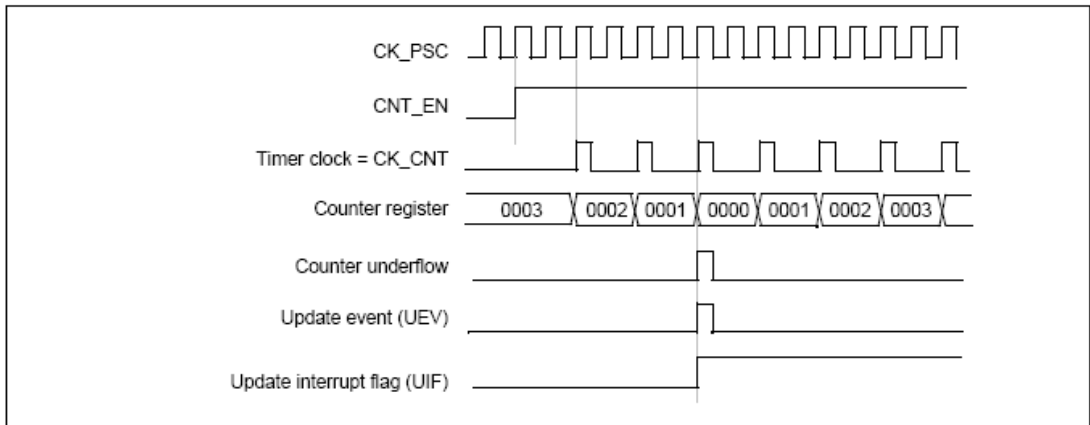 CK_PSC
CNT_EN
Timer clock = CK_CNT
Counter register 0003 0002 0001 0000 0001 0002 0003
Counter underflow
Update event (UEV)
Update interrupt flag (UIF)